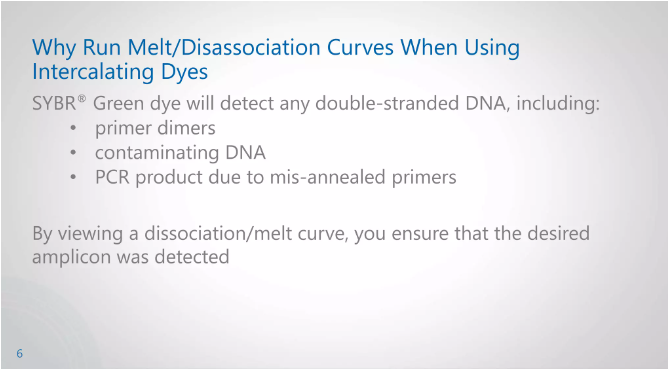 Why Run Melt/Disassociation Curves When Using
Intercalating Dyes
SYBR® Green dye will detect any double-stranded DNA, including:
• primer dimers
• contaminating DNA
• PCR product due to mis-annealed primers
By viewing a dissociation/melt curve, you ensure that the desired
amplicon was detected
6